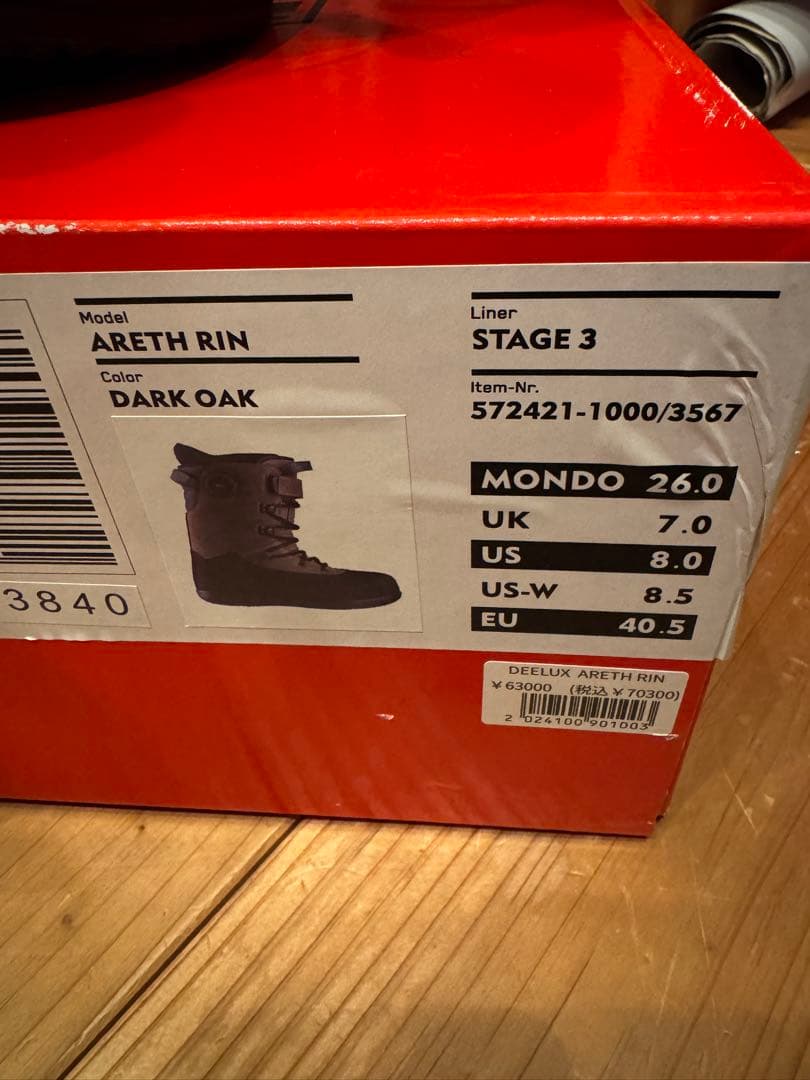 Model
ARETH RIN
Color
DARK OAK
3840
Liner
STAGE 3
Item-Nr.
572421-1000/3567
MONDO 26.0
UK 7.0
US 8.0
US-W 8.5
EU 40.5
DEELUX ARETH RIN
¥63000 (税込¥70300)
2 024100 901003